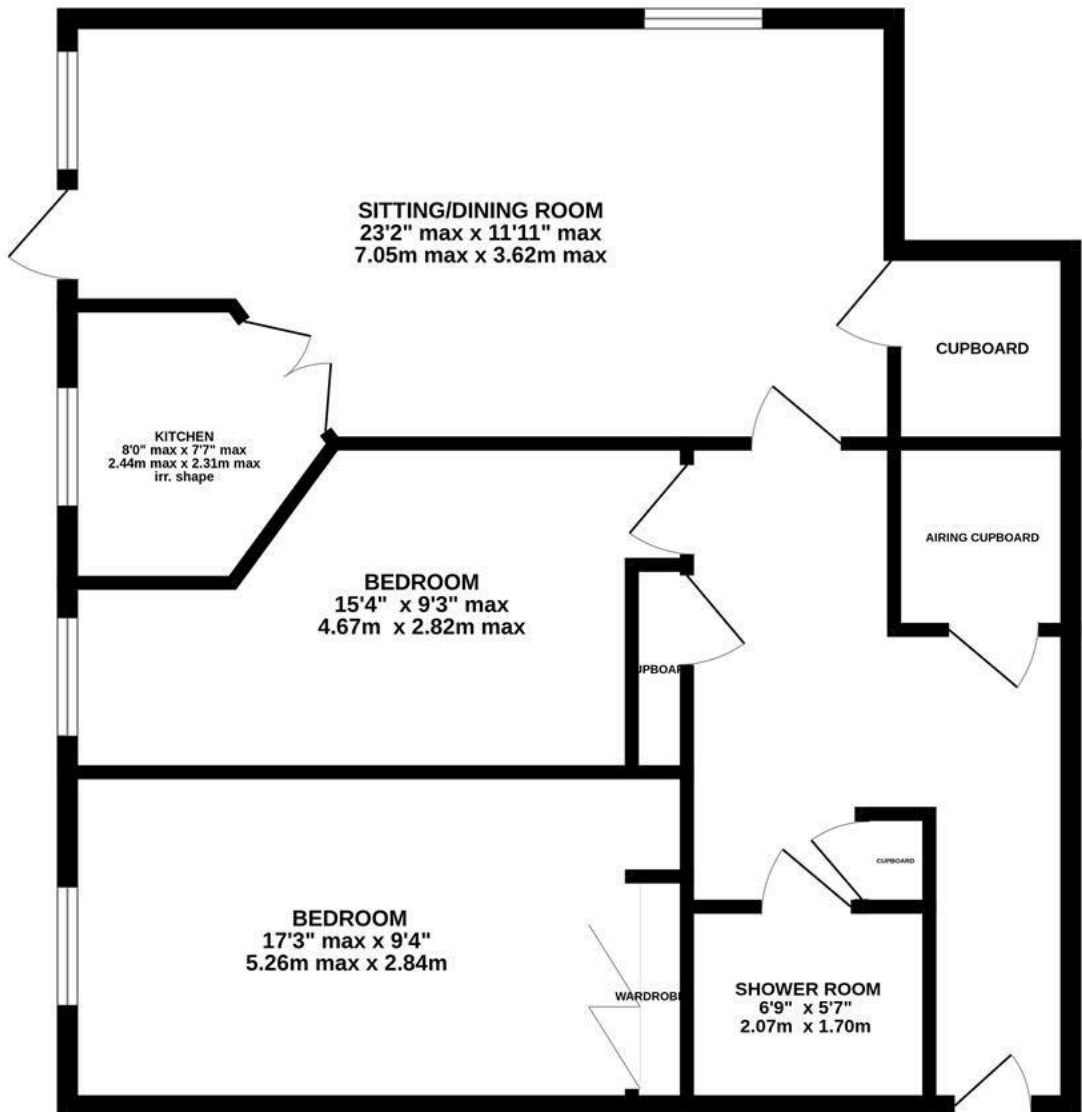 SITTING/DINING ROOM
23'2" max x 11'11" max
7.05m max x 3.62m max
CUPBOARD
KITCHEN
8'0" max x 7'7" max
2.44m max x 2.31m max
irr. shape
AIRING CUPBOARD
BEDROOM
15'4" x 9'3" max
4.67m x 2.82m max
UPBOAR
CUPBOARD
BEDROOM
17'3" max x 9'4"
5.26m max x 2.84m
WARDROBE
SHOWER ROOM
6'9" x 5'7"
2.07m x 1.70m